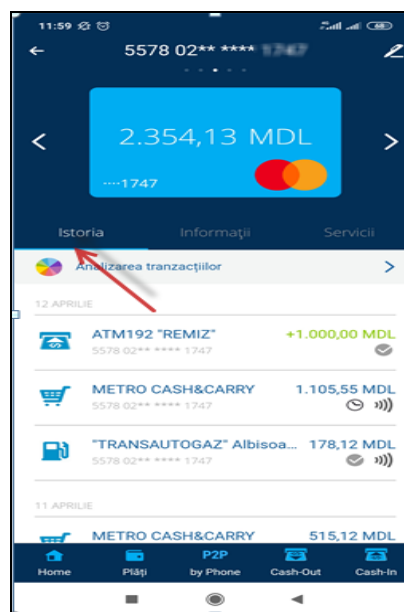 11:59
68
5578 02** **** 1747
2.354,13 MDL
····1747
Istoria Informații Servicii
Analizarea tranzacțiilor
12 APRILIE
ATM192 "REMIZ" +1.000,00 MDL
5578 02** **** 1747
METRO CASH&CARRY 1.105,55 MDL
5578 02** **** 1747
"TRANSAUTOGAZ" Albisoa... 178,12 MDL
5578 02** **** 1747
11 APRILIE
METRO CASH&CARRY 515,12 MDL
P2P
Home Plăți by Phone Cash-Out Cash-In